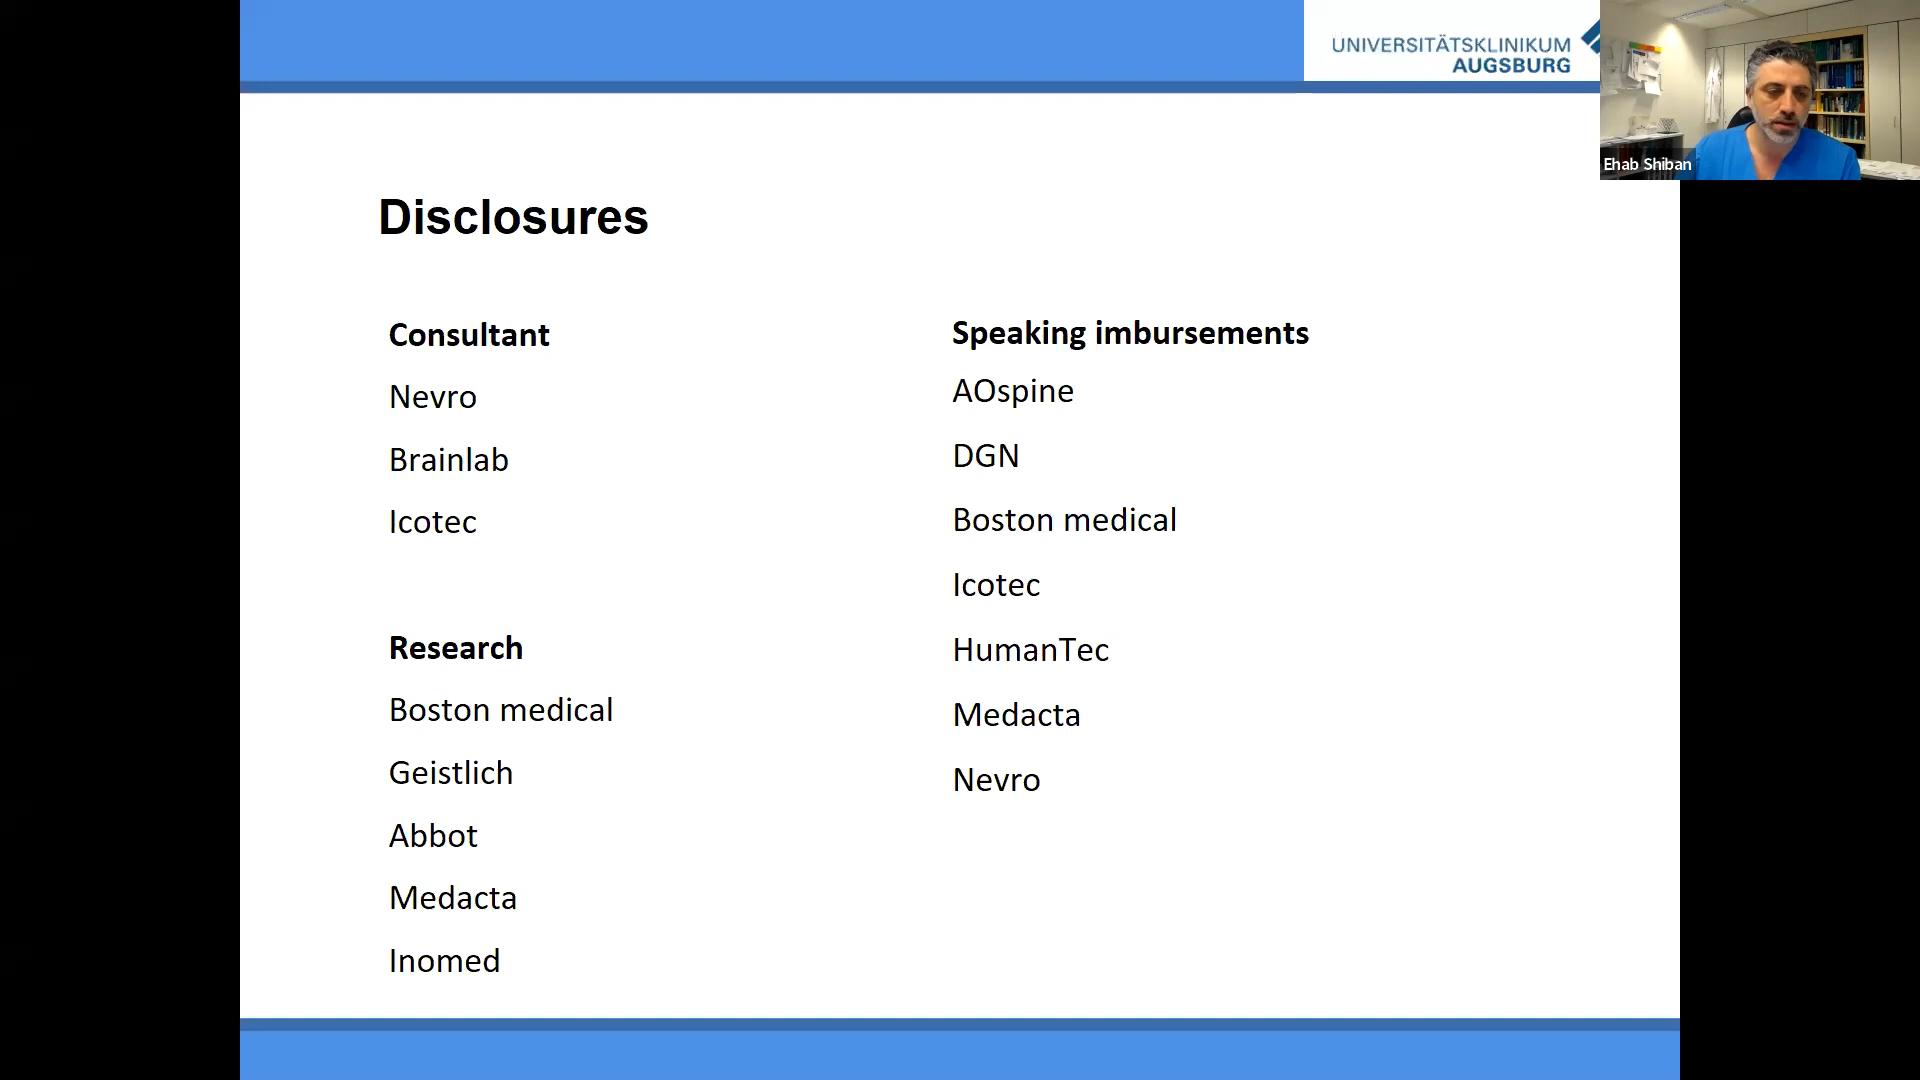 UNIVERSITÄTSKLINIKUM
AUGSBURG
Ehab Shiban
Disclosures
Consultant
Nevro
Brainlab
Icotec
Research
Boston medical
Geistlich
Abbot
Medacta
Inomed
Speaking imbursements
AOspine
DGN
Boston medical
Icotec
HumanTec
Medacta
Nevro